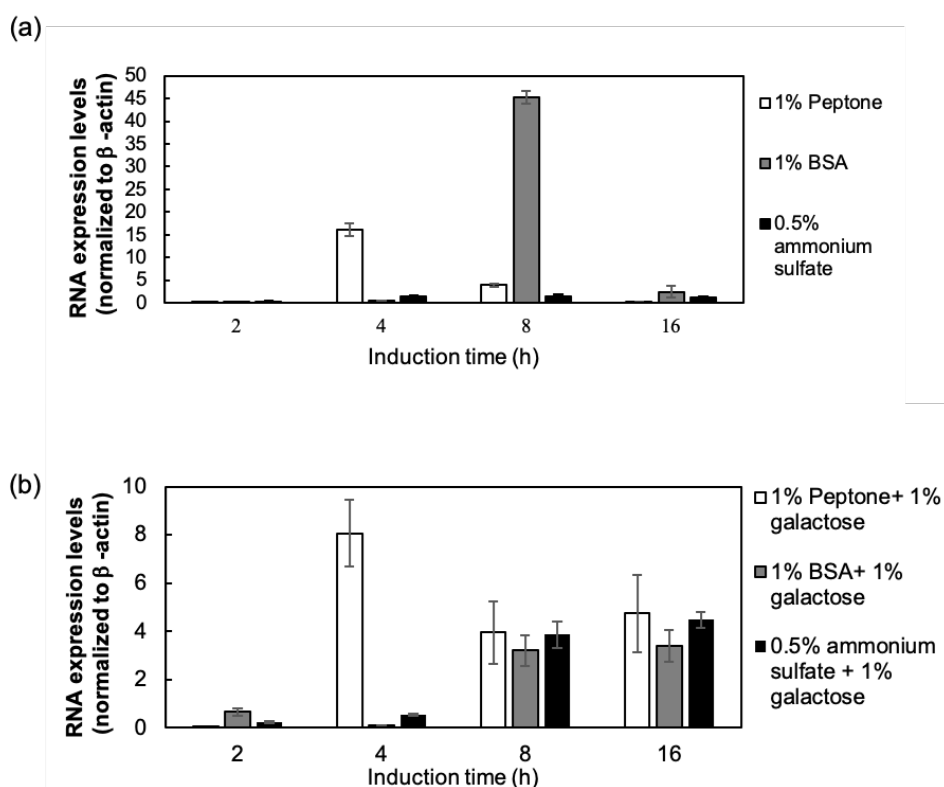 (a)
RNA expression levels
(normalized to β -actin)
50
45
40
35
30
25
20
15
10
5
0
2 4 8 16
Induction time (h)
1% Peptone
1% BSA
0.5%
ammonium
sulfate
(b)
RNA expression levels
(normalized to β -actin)
10
8
6
4
2
0
2 4 8 16
Induction time (h)
1% Peptone+ 1%
galactose
1% BSA+ 1%
galactose
0.5% ammonium
sulfate + 1%
galactose